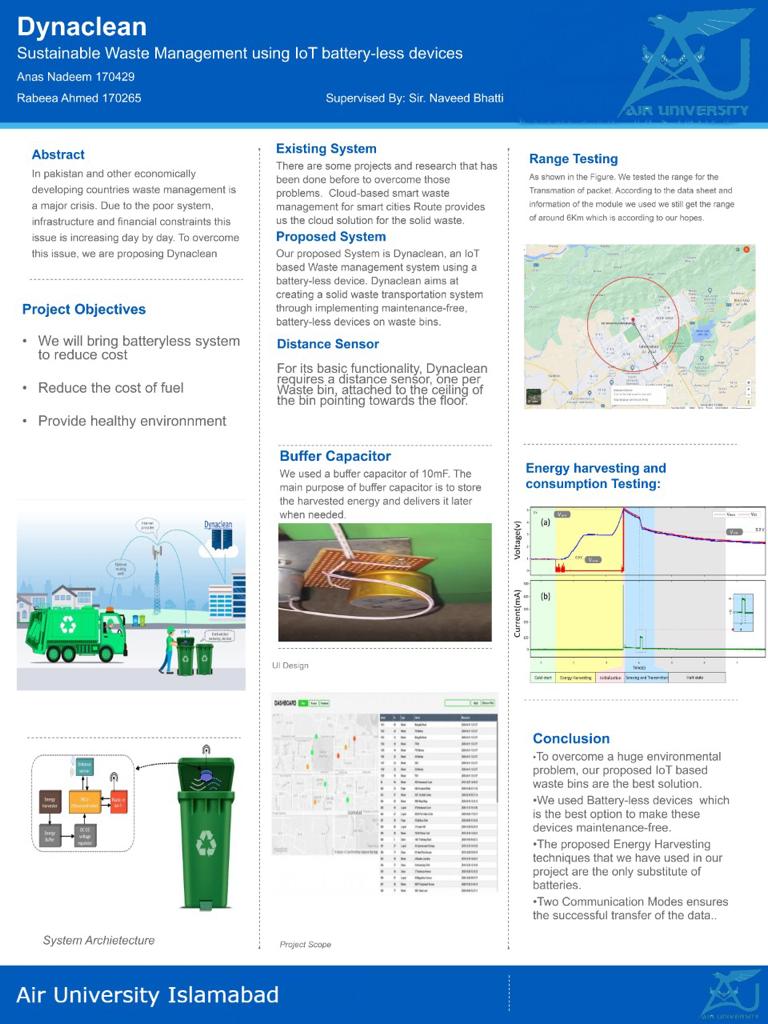 Dynaclean
Sustainable Waste Management using IoT battery-less devices
Anas Nadeem 170429
Rabeea Ahmed 170265
Supervised By: Sir. Naveed Bhatti
AIR UNIVERSITY
Abstract
In pakistan and other economically
developing countries waste management is
a major crisis. Due to the poor system,
infrastructure and financial constraints this
issue is increasing day by day. To overcome
this issue, we are proposing Dynaclean
Project Objectives
• We will bring batteryless system
to reduce cost
• Reduce the cost of fuel
• Provide healthy environnment
Dynaclean
System Archietecture
Existing System
There are some projects and research that has
been done before to overcome those
problems. Cloud-based smart waste
management for smart cities Route provides
us the cloud solution for the solid waste.
Proposed System
Our proposed System is Dynaclean, an IoT
based Waste management system using a
battery-less device. Dynaclean aims at
creating a solid waste transportation system
through implementing maintenance-free,
battery-less devices on waste bins.
Distance Sensor
For its basic functionality, Dynaclean
requires a distance sensor, one per
Waste bin, attached to the ceiling of
the bin pointing towards the floor.
Buffer Capacitor
We used a buffer capacitor of 10mF. The
main purpose of buffer capacitor is to store
the harvested energy and delivers it later
when needed.
UI Design
DASHBOARD
Project Scope
Range Testing
As shown in the Figure. We tested the range for the
Transmation of packet. According to the data sheet and
information of the module we used we still get the range
of around 6Km which is according to our hopes.
Energy harvesting and
consumption Testing:
Voltage(v)
(a)
Current(mA)
(b)
Time(s)
Cold-start Energy Harvesting Initialization Sensing and Transmission Halt state
Conclusion
•To overcome a huge environmental
problem, our proposed IoT based
waste bins are the best solution.
•We used Battery-less devices which
is the best option to make these
devices maintenance-free.
•The proposed Energy Harvesting
techniques that we have used in our
project are the only substitute of
batteries.
•Two Communication Modes ensures
the successful transfer of the data..
Air University Islamabad
AIR UNIVERSITY